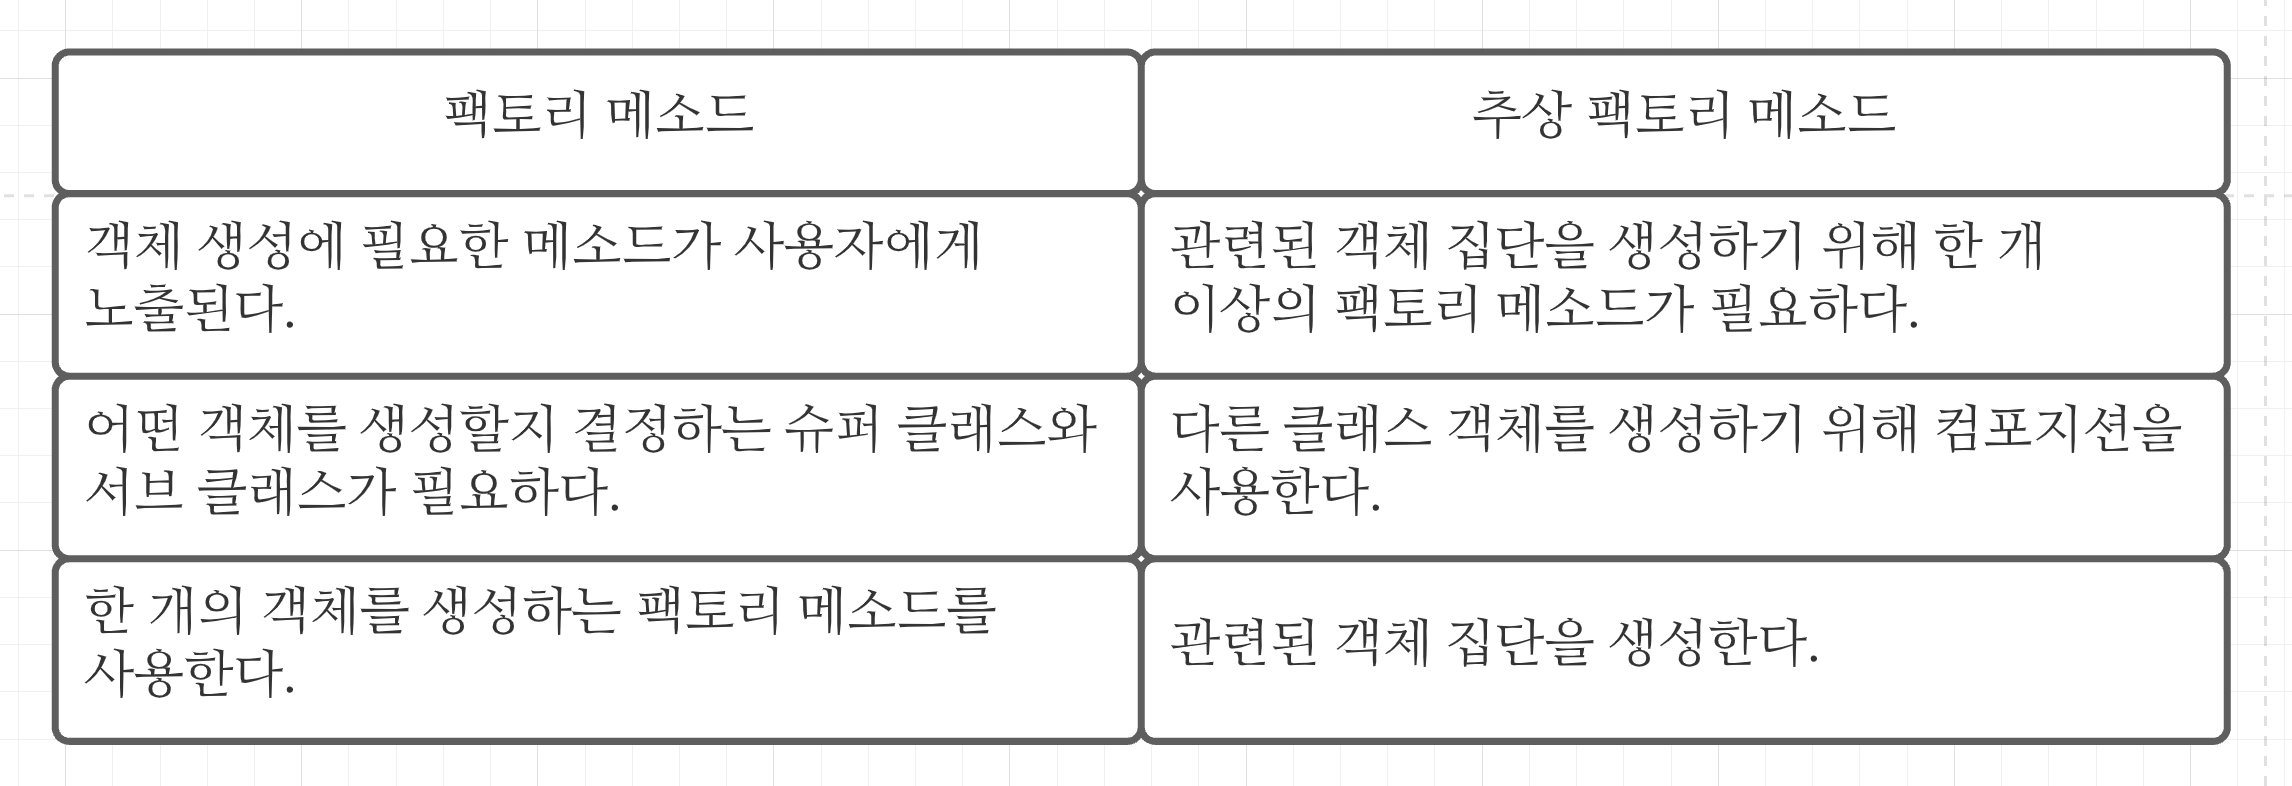 팩토리 메소드
추상 팩토리 메소드
객체 생성에 필요한 메소드가 사용자에게
노출된다.
관련된 객체 집단을 생성하기 위해 한 개
이상의 팩토리 메소드가 필요하다.
어떤 객체를 생성할지 결정하는 슈퍼 클래스와
서브 클래스가 필요하다.
다른 클래스 객체를 생성하기 위해 컴포지션을
사용한다.
한 개의 객체를 생성하는 팩토리 메소드를
사용한다.
관련된 객체 집단을 생성한다.